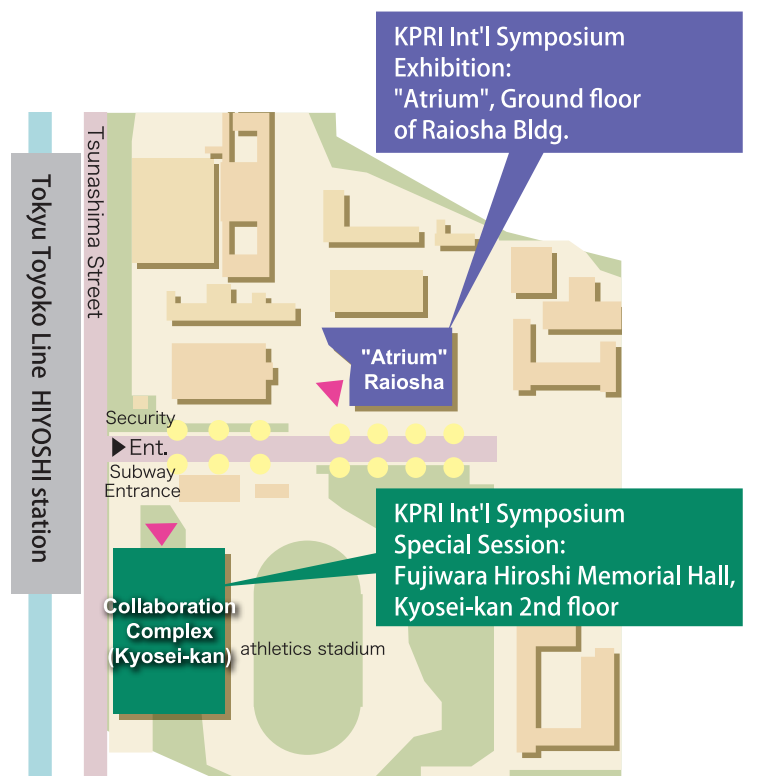 KPRI Int'l Symposium
Exhibition:
"Atrium", Ground floor
of Raiosha Bldg.
Tsunashima Street
Tokyu Toyoko Line HIYOSHI station
"Atrium"
Raiosha
Security
Ent.
Subway
Entrance
KPRI Int'l Symposium
Special Session:
Fujiwara Hiroshi Memorial Hall,
Kyosei-kan 2nd floor
Collaboration
Complex
(Kyosei-kan)
athletics stadium